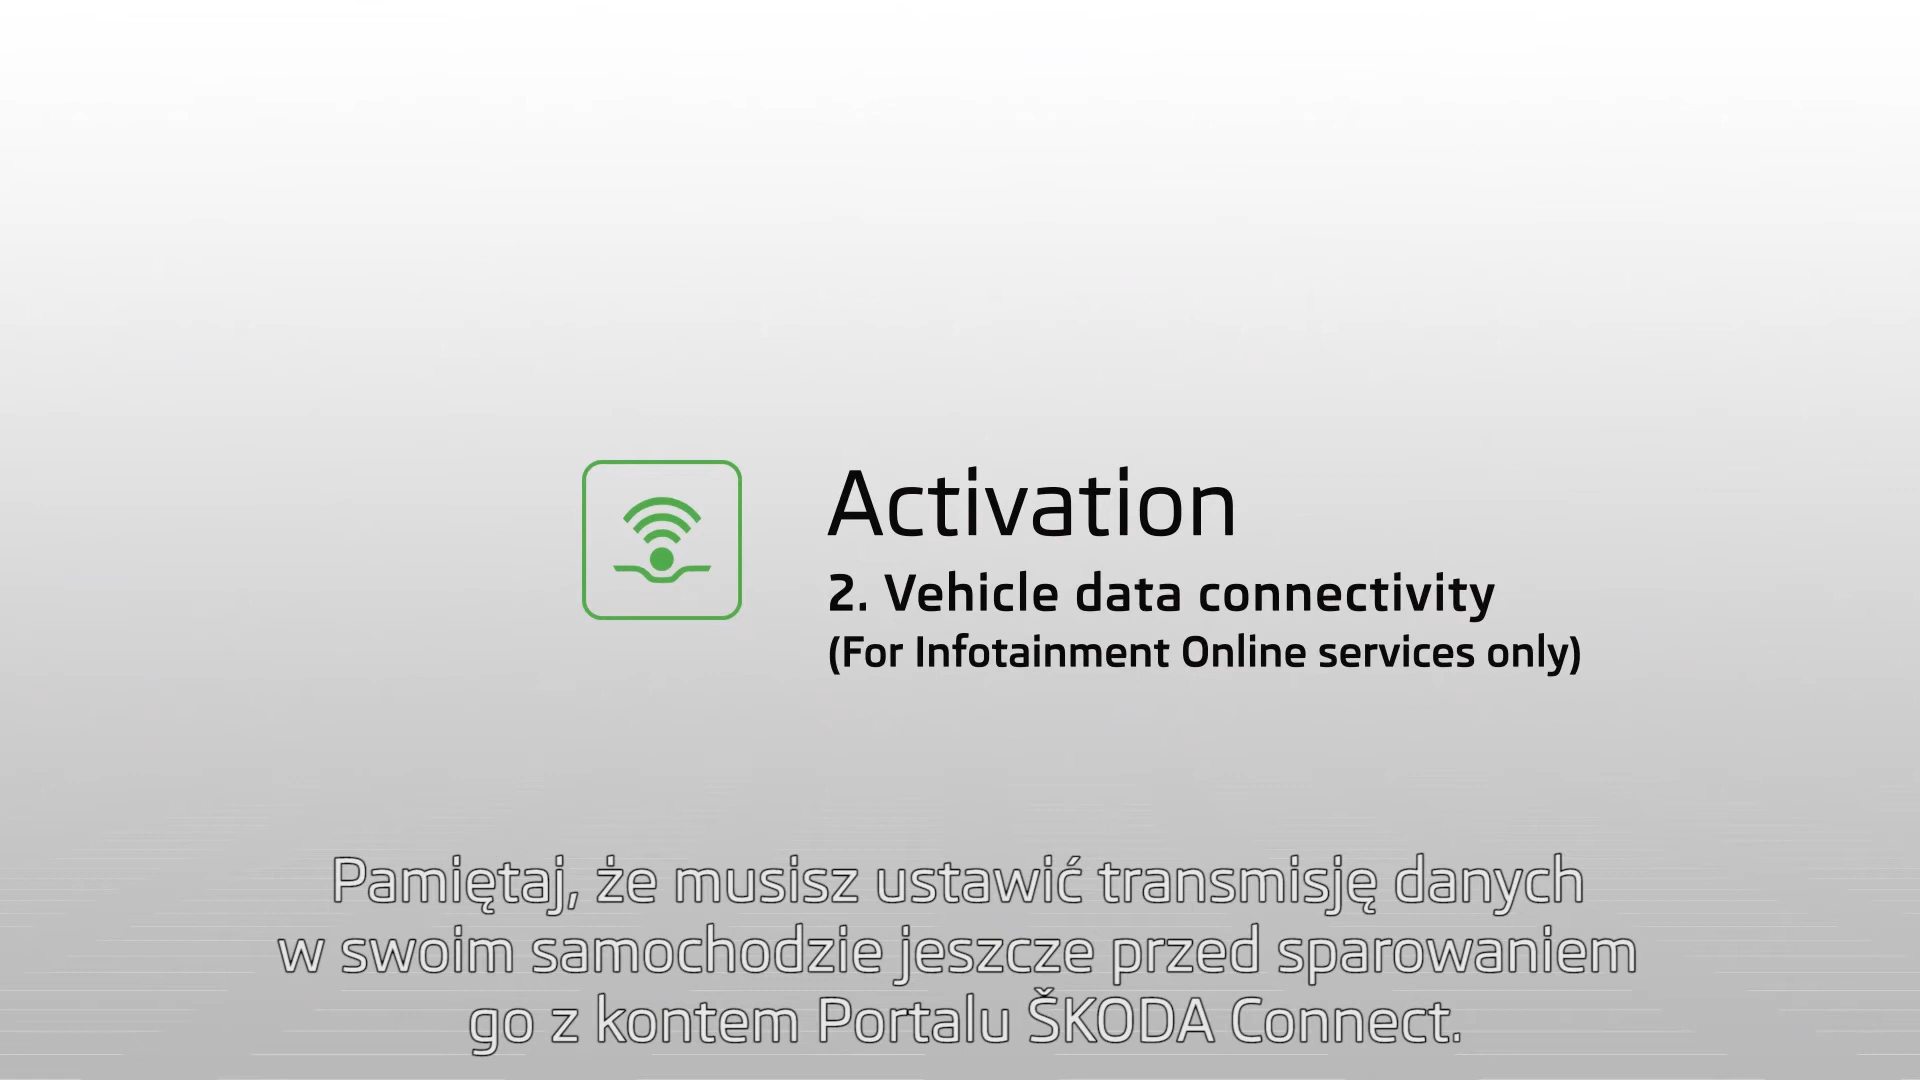 Activation
2. Vehicle data connectivity
(For Infotainment Online services only)
Pamiętaj, że musisz ustawić transmisję danych
w swoim samochodzie jeszcze przed sparowaniem
go z kontem Portalu ŠKODA Connect.